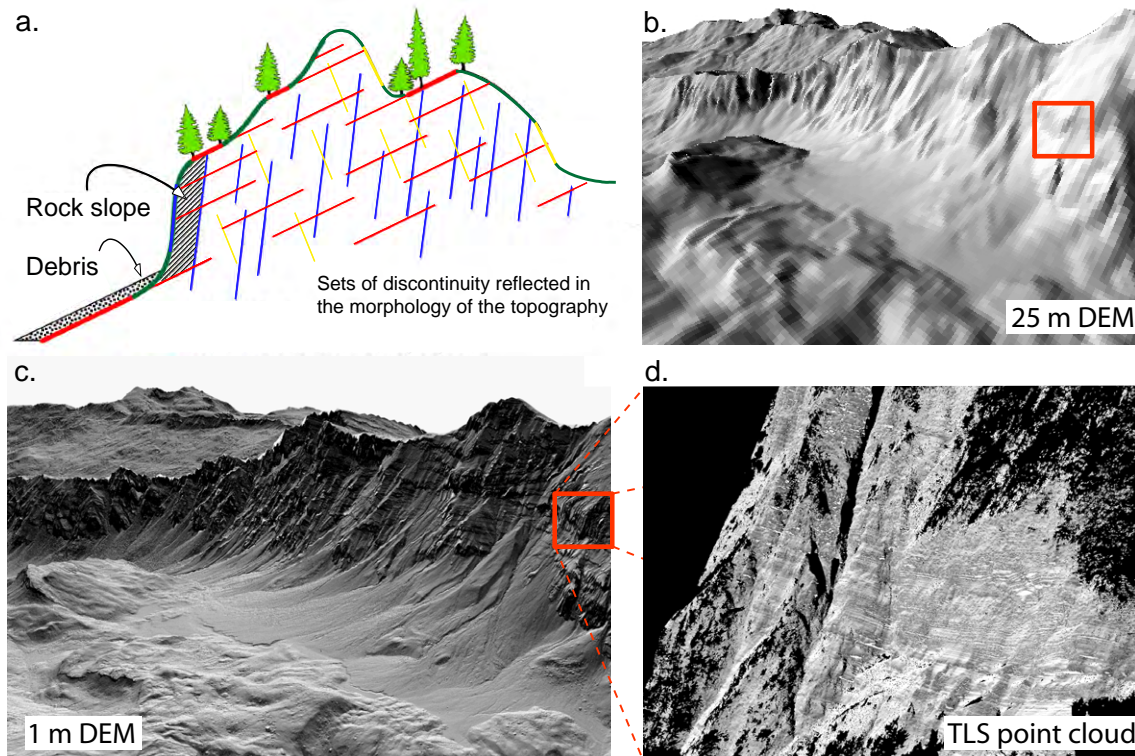 a.
Rock slope
Debris
Sets of discontinuity reflected in
the morphology of the topography
b.
25 m DEM
c.
1 m DEM
d.
TLS point cloud